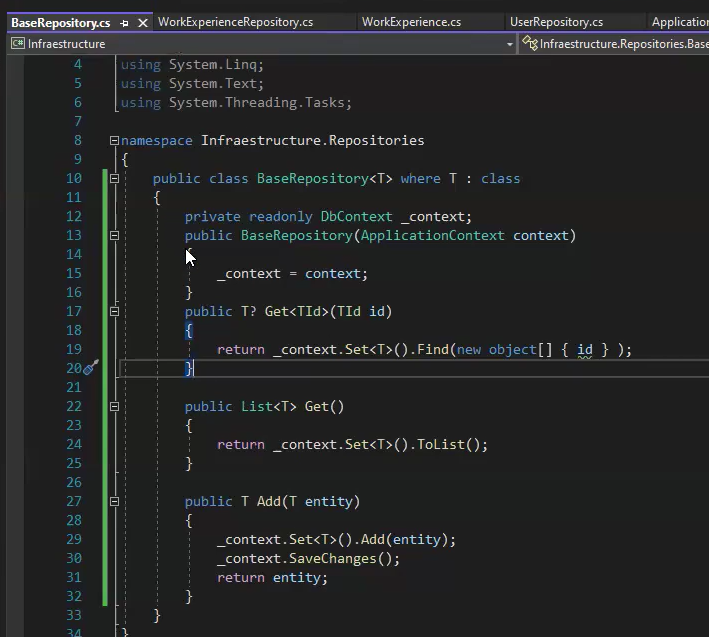 BaseRepository.cs WorkExperienceRepository.cs WorkExperience.cs UserRepository.cs Application
C# Infraestructure Infraestructure.Repositories.Base
4 using System.Linq;
5 using System.Text;
6 using System.Threading.Tasks;
7
8 namespace Infraestructure.Repositories
9 {
10 public class BaseRepository<T> where T : class
11 {
12 private readonly DbContext _context;
13 public BaseRepository(ApplicationContext context)
14 {
15 _context = context;
16 }
17 public T? Get<TId>(TId id)
18 {
19 return _context.Set<T>().Find(new object[] { id } );
20 }
21
22 public List<T> Get()
23 {
24 return _context.Set<T>().ToList();
25 }
26
27 public T Add(T entity)
28 {
29 _context.Set<T>().Add(entity);
30 _context.SaveChanges();
31 return entity;
32 }
33 }
34 }